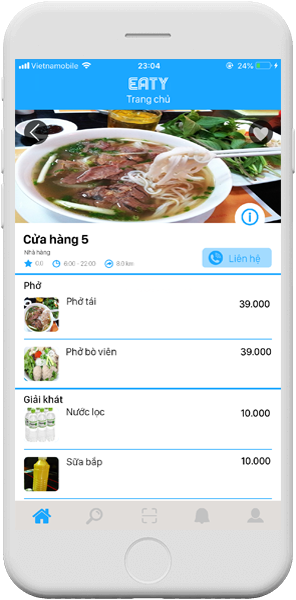 Vietnamobile 23:04 24%
EATY
Trang chủ
Cửa hàng 5
Nhà hàng
0.0 6:00 - 22:00 8.9 km
Liên hệ
Phở
Phở tái 39.000
Phở bò viên 39.000
Giải khát
Nước lọc 10.000
Sữa bắp 10.000